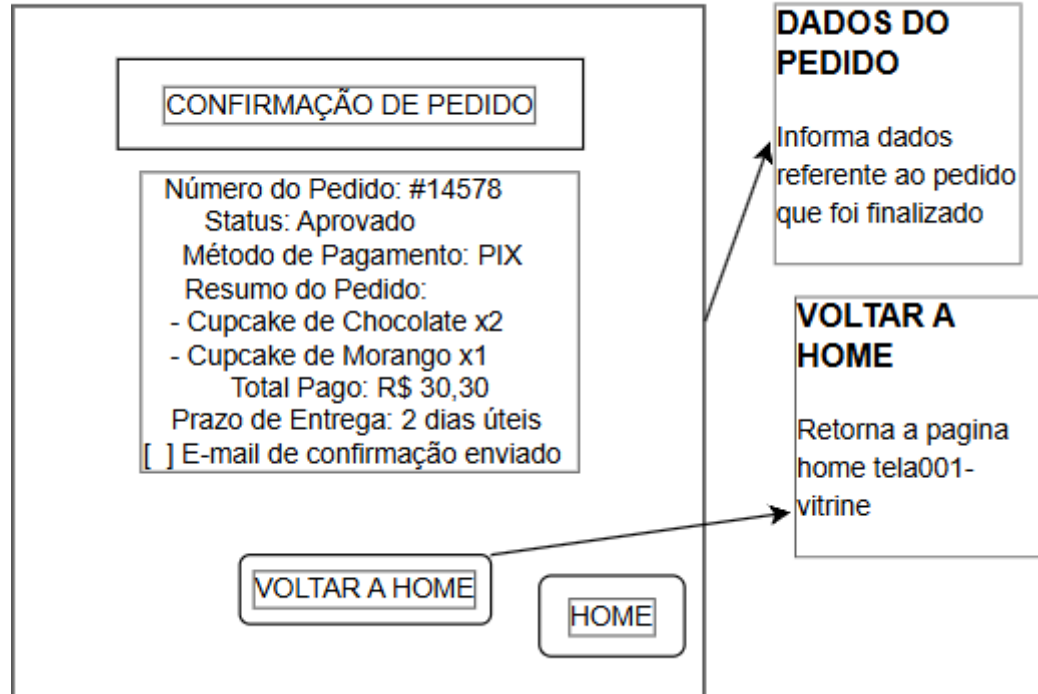 CONFIRMAÇÃO DE PEDIDO
Número do Pedido: #14578
Status: Aprovado
Método de Pagamento: PIX
Resumo do Pedido:
- Cupcake de Chocolate x2
- Cupcake de Morango x1
Total Pago: R$ 30,30
Prazo de Entrega: 2 dias úteis
[ ] E-mail de confirmação enviado
VOLTAR A HOME
HOME
DADOS DO
PEDIDO
Informa dados
referente ao pedido
que foi finalizado
VOLTAR A
HOME
Retorna a pagina
home tela001-
vitrine